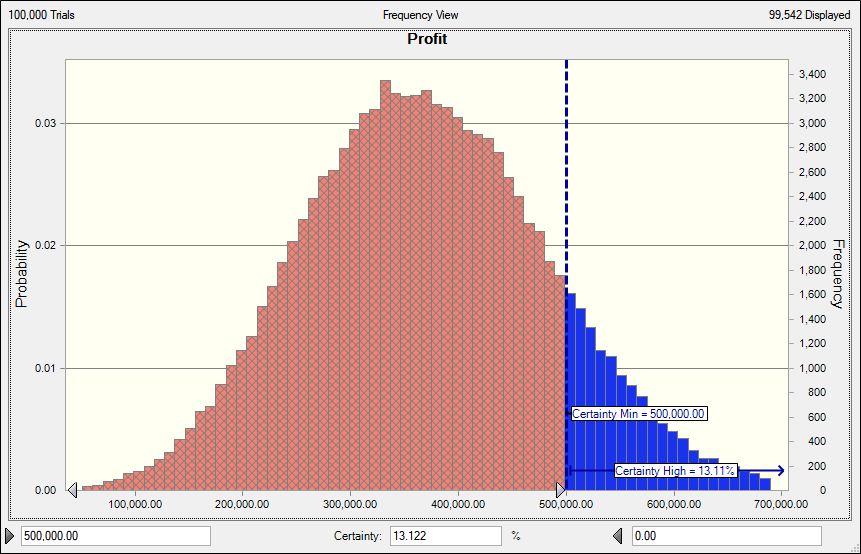 100,000 Trials Frequency View 99,542 Displayed
Profit
3,400
3,200
0.03 3,000
2,800
2,600
2,400
2,200
0.02 2,000
1,800
1,600
1,400
1,200
0.01 1,000
800
600
400
200
0.00 0
Probability
Frequency
Certainty Min = 500,000.00
Certainty High = 13.11%
100,000.00 200,000.00 300,000.00 400,000.00 500,000.00 600,000.00 700,000.00
500,000.00 Certainty: 13.122 % 0.00